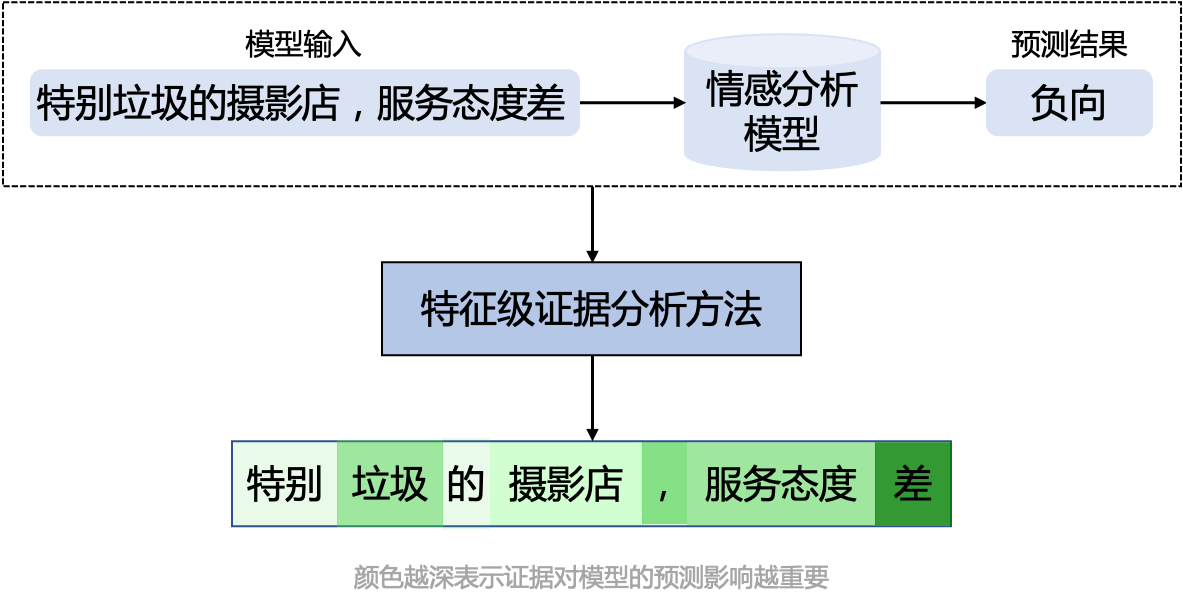 模型输入
预测结果
特别垃圾的摄影店，服务态度差
情感分析
模型
负向
特征级证据分析方法
特别 垃圾 的 摄影店 ， 服务态度 差
颜色越深表示证据对模型的预测影响越重要